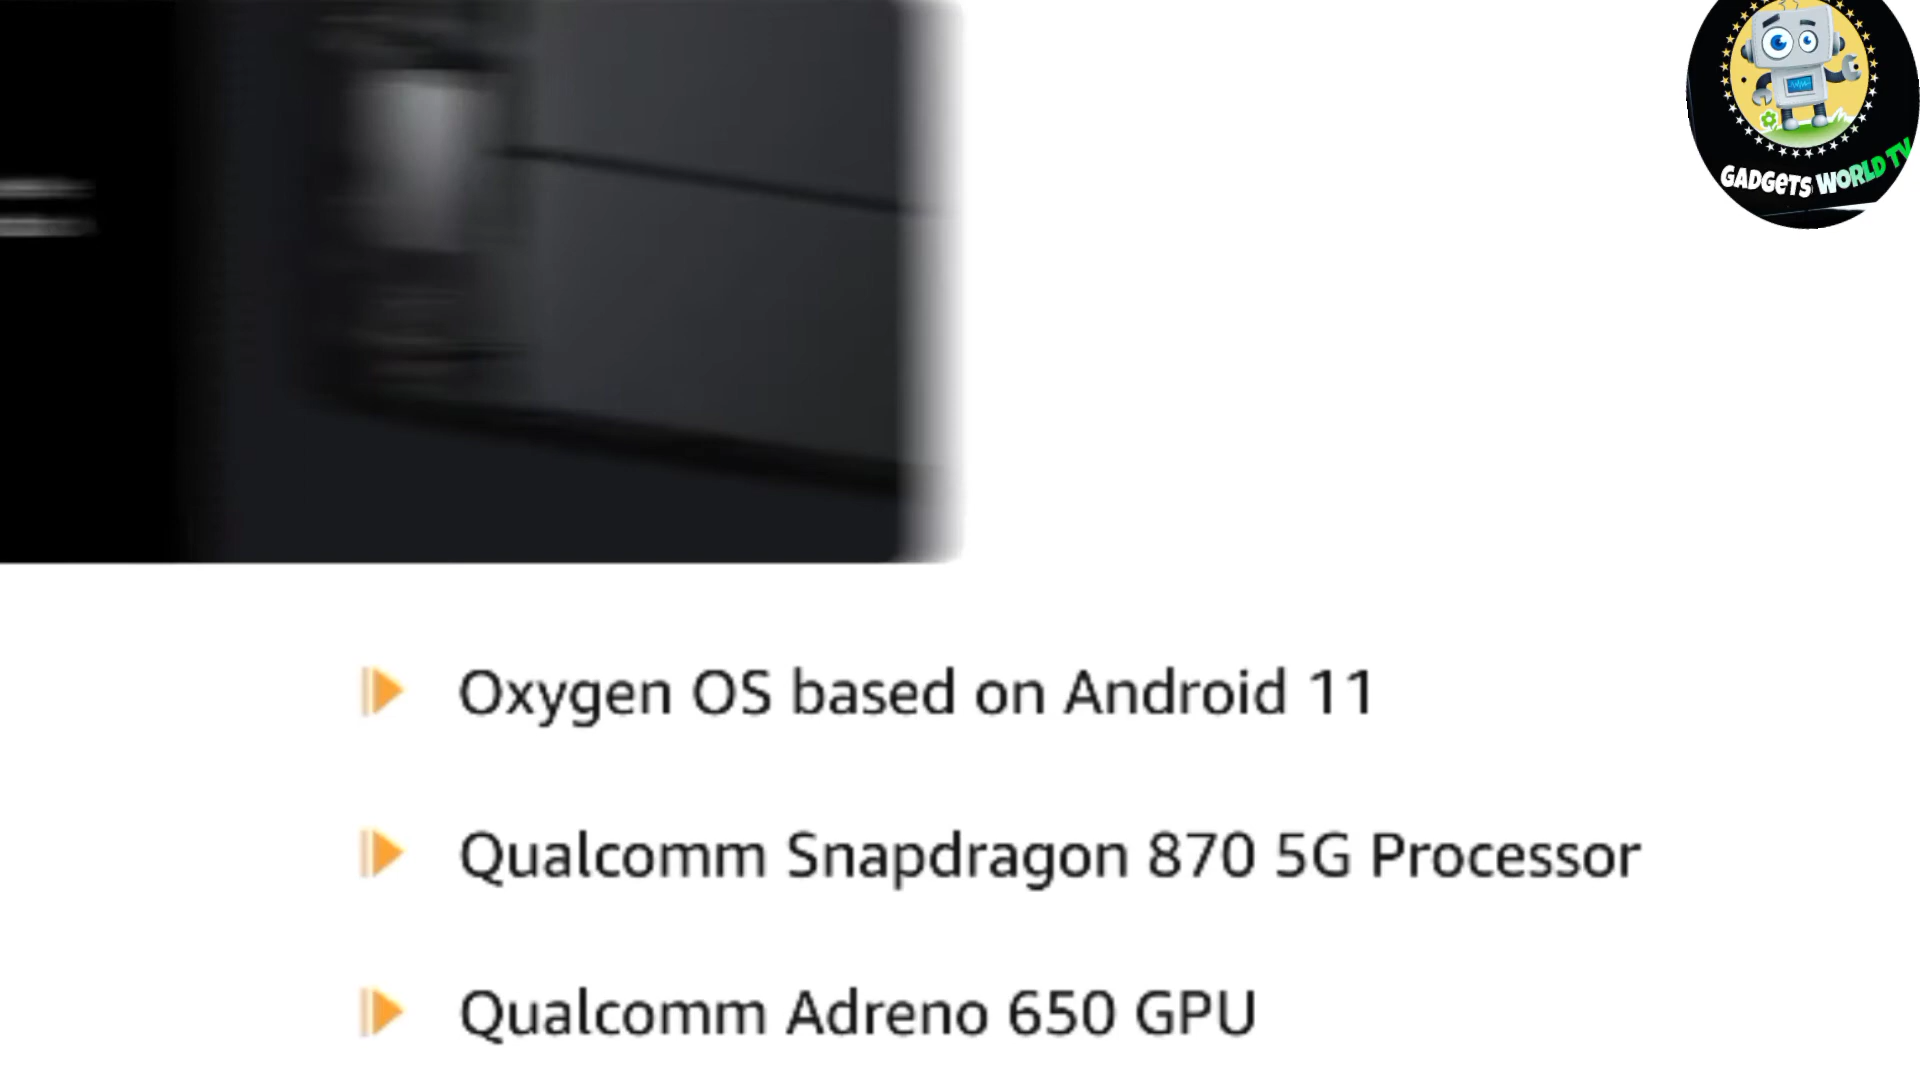 GADGETS WORLD TV
Oxygen OS based on Android 11
Qualcomm Snapdragon 870 5G Processor
Qualcomm Adreno 650 GPU